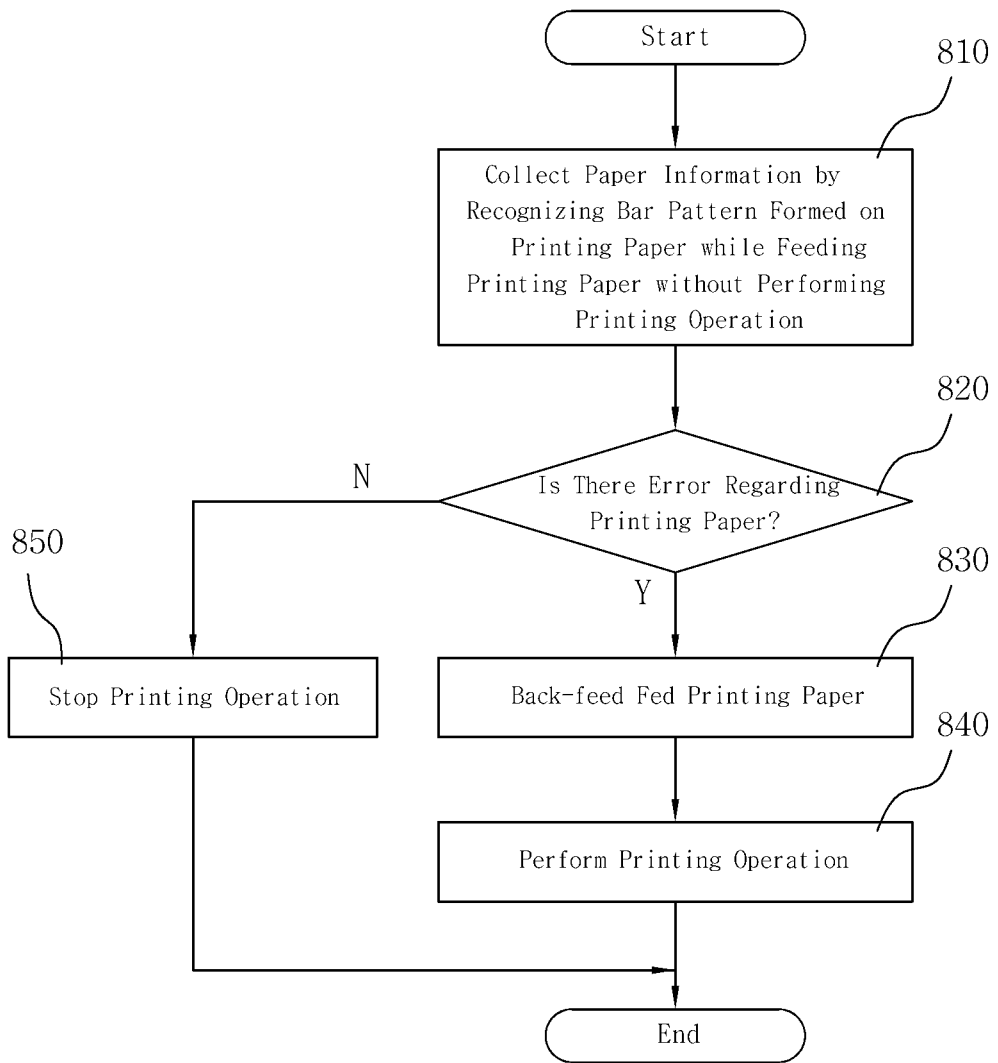 Start
810
Collect Paper Information by
Recognizing Bar Pattern Formed on
Printing Paper while Feeding
Printing Paper without Performing
Printing Operation
820
N
Is There Error Regarding
Printing Paper?
850
Y
830
Stop Printing Operation
Back-feed Fed Printing Paper
840
Perform Printing Operation
End